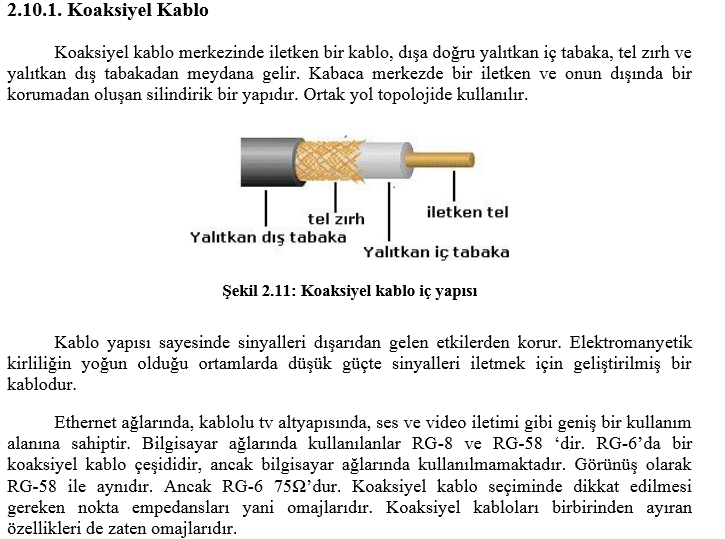 2.10.1. Koaksiyel Kablo
Koaksiyel kablo merkezinde iletken bir kablo, dışa doğru yalıtkan iç tabaka, tel zırh ve
yalıtkan dış tabakadan meydana gelir. Kabaca merkezde bir iletken ve onun dışında bir
korumadan oluşan silindirik bir yapıdır. Ortak yol topolojide kullanılır.
tel zırh
iletken tel
Yalıtkan dış tabaka
Yalıtkan iç tabaka
Şekil 2.11: Koaksiyel kablo iç yapısı
Kablo yapısı sayesinde sinyalleri dışarıdan gelen etkilerden korur. Elektromanyetik
kirliliğin yoğun olduğu ortamlarda düşük güçte sinyalleri iletmek için geliştirilmiş bir
kablodur.
Ethernet ağlarında, kablolu tv altyapısında, ses ve video iletimi gibi geniş bir kullanım
alanına sahiptir. Bilgisayar ağlarında kullanılanlar RG-8 ve RG-58 ‘dir. RG-6’da bir
koaksiyel kablo çeşididir, ancak bilgisayar ağlarında kullanılmamaktadır. Görünüş olarak
RG-58 ile aynıdır. Ancak RG-6 75Ω’dur. Koaksiyel kablo seçiminde dikkat edilmesi
gereken nokta empedansları yani omajlarıdır. Koaksiyel kabloları birbirinden ayıran
özellikleri de zaten omajlarıdır.